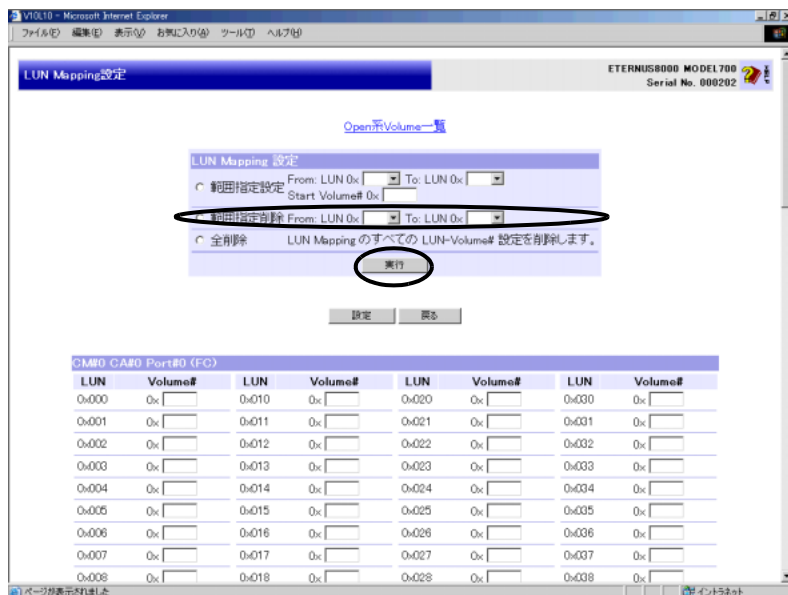 V10L10 - Microsoft Internet Explorer
ファイル(F) 編集(E) 表示(V) お気に入り(A) ツール(T) ヘルプ(H)
LUN Mapping設定
ETERNUS8000 MODEL700
Serial No. 000202
Open系Volume一覧
LUN Mapping 設定
範囲指定設定 From: LUN 0x To: LUN 0x
Start Volume# 0x
範囲指定削除 From: LUN 0x To: LUN 0x
全削除 LUN Mapping のすべての LUN-Volume# 設定を削除します。
実行
設定 戻る
CM#0 CA#0 Port#0 (FC)
LUN Volume# LUN Volume# LUN Volume# LUN Volume#
0x000 0x 0x010 0x 0x020 0x 0x030 0x
0x001 0x 0x011 0x 0x021 0x 0x031 0x
0x002 0x 0x012 0x 0x022 0x 0x032 0x
0x003 0x 0x013 0x 0x023 0x 0x033 0x
0x004 0x 0x014 0x 0x024 0x 0x034 0x
0x005 0x 0x015 0x 0x025 0x 0x035 0x
0x006 0x 0x016 0x 0x026 0x 0x036 0x
0x007 0x 0x017 0x 0x027 0x 0x037 0x
0x008 0x 0x018 0x 0x028 0x 0x038 0x
ページが表示されました イントラネット